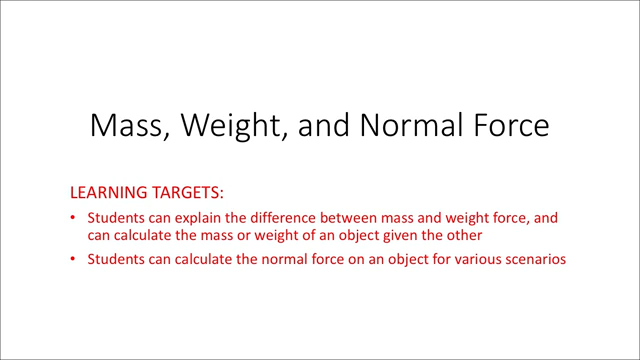 Mass, Weight, and Normal Force
LEARNING TARGETS:
• Students can explain the difference between mass and weight force, and
can calculate the mass or weight of an object given the other
• Students can calculate the normal force on an object for various scenarios